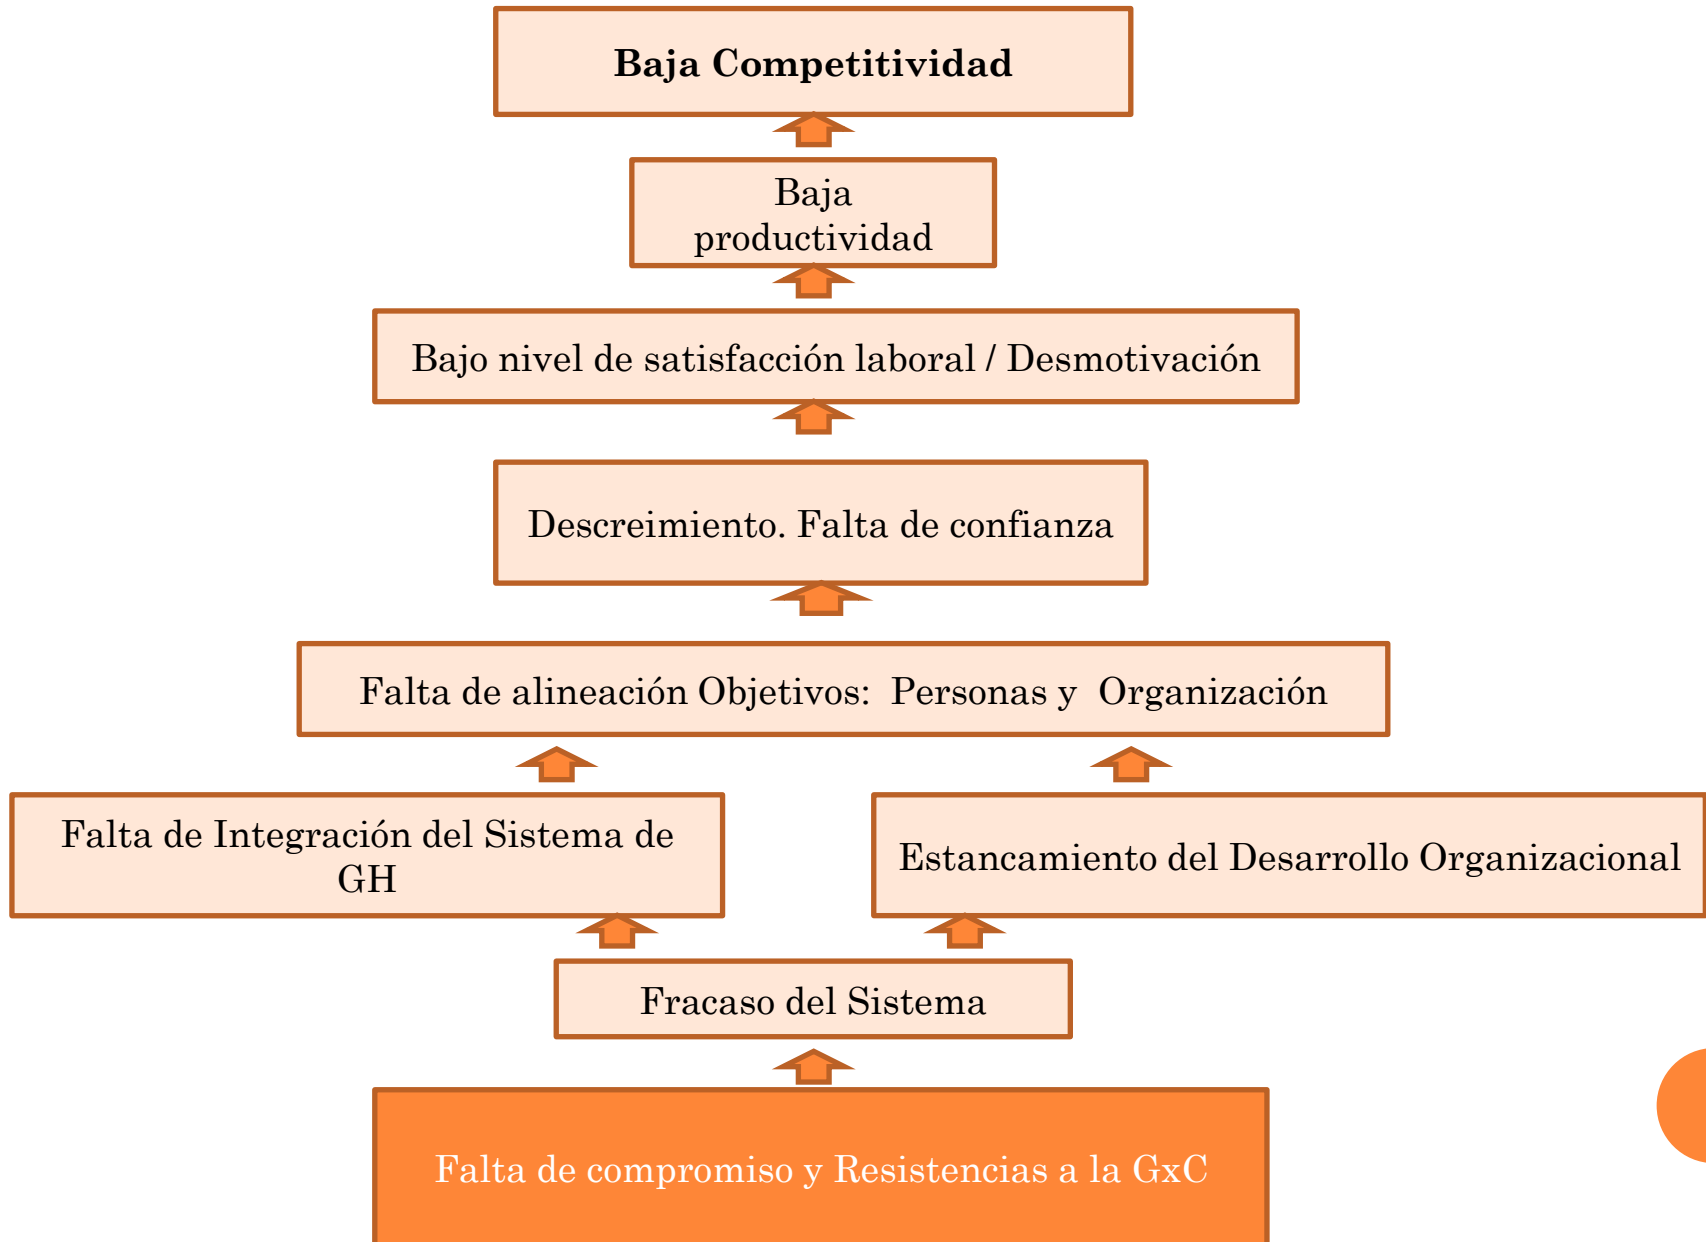 Baja Competitividad
Baja
productividad
Bajo nivel de satisfacción laboral / Desmotivación
Descreimiento. Falta de confianza
Falta de alineación Objetivos:  Personas y  Organización
Falta de Integración del Sistema de
GH
Estancamiento del Desarrollo Organizacional
Fracaso del Sistema
Falta de compromiso y Resistencias a la GxC